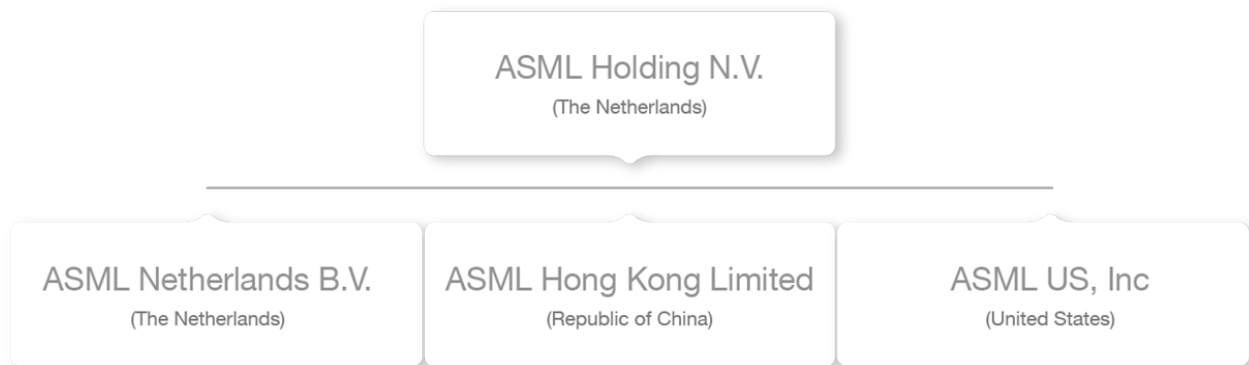 ASML Holding N.V.
(The Netherlands)
ASML Netherlands B.V.
(The Netherlands)
ASML Hong Kong Limited
(Republic of China)
ASML US, Inc
(United States)